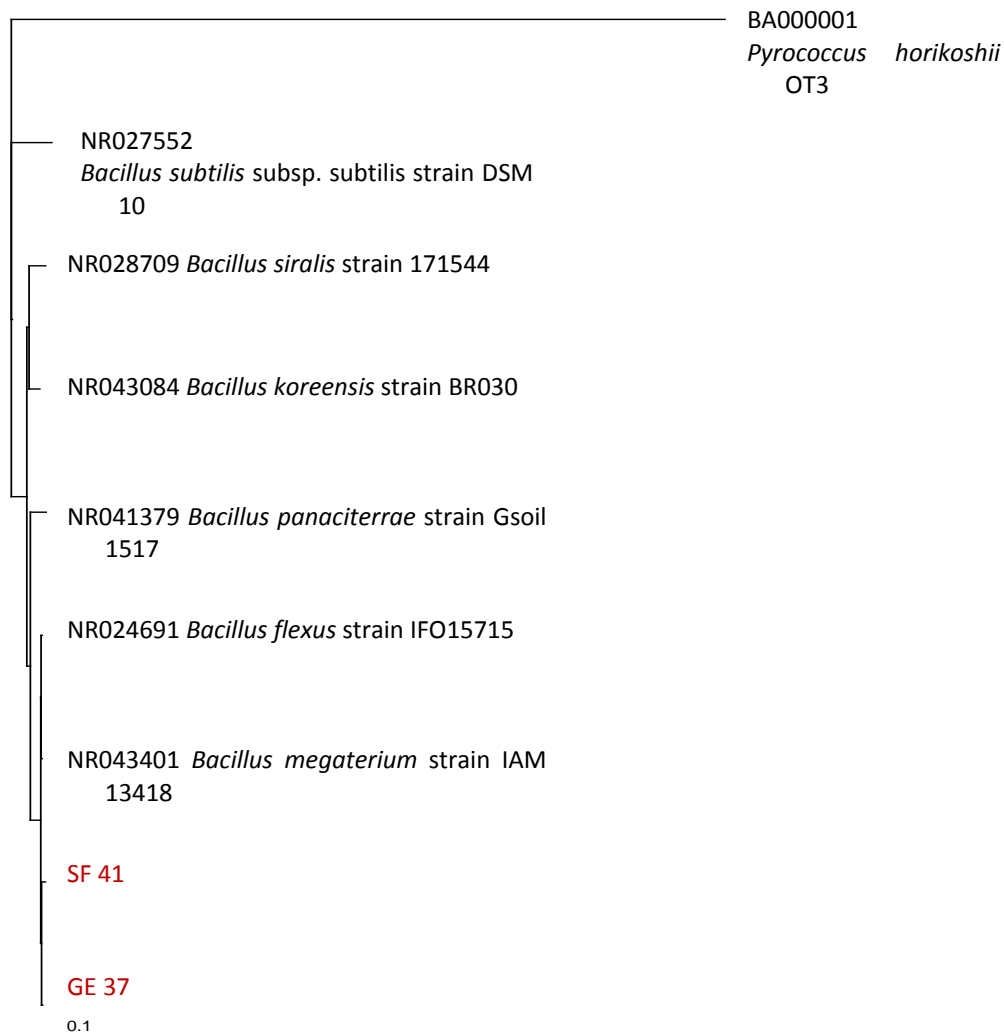 BA000001
Pyrococcus horikoshii
OT3
NR027552
Bacillus subtilis subsp. subtilis strain DSM
10
NR028709 Bacillus siralis strain 171544
NR043084 Bacillus koreensis strain BR030
NR041379 Bacillus panaciterrae strain Gsoil
1517
NR024691 Bacillus flexus strain IFO15715
NR043401 Bacillus megaterium strain IAM
13418
SF 41
GE 37
0.1